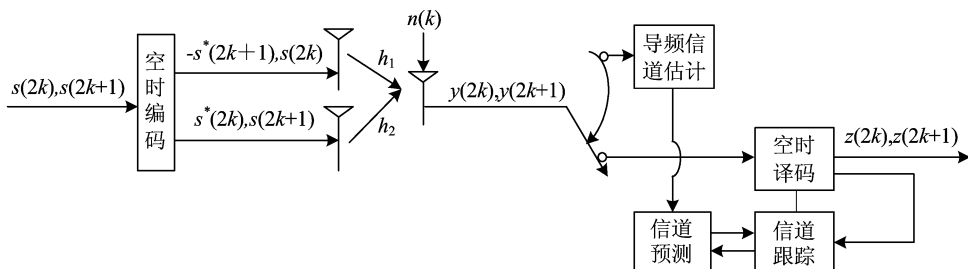 s(2k),s(2k+1)
空时编码
-s*(2k+1),s(2k)
s*(2k),s(2k+1)
h₁
h₂
n(k)
y(2k),y(2k+1)
导频信
道估计
空时
译码
z(2k),z(2k+1)
信道
预测
信道
跟踪